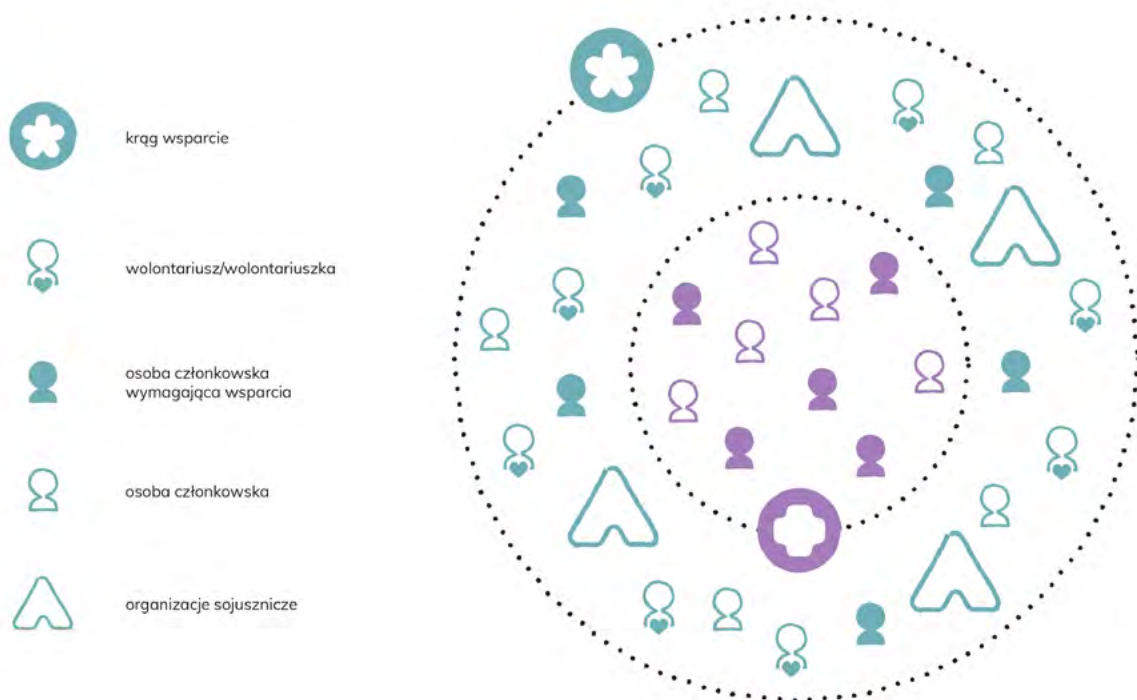 krąg wsparcie
wolontariusz/wolontariuszka
osoba członkowska
wymagająca wsparcia
osoba członkowska
organizacje sojusznicze